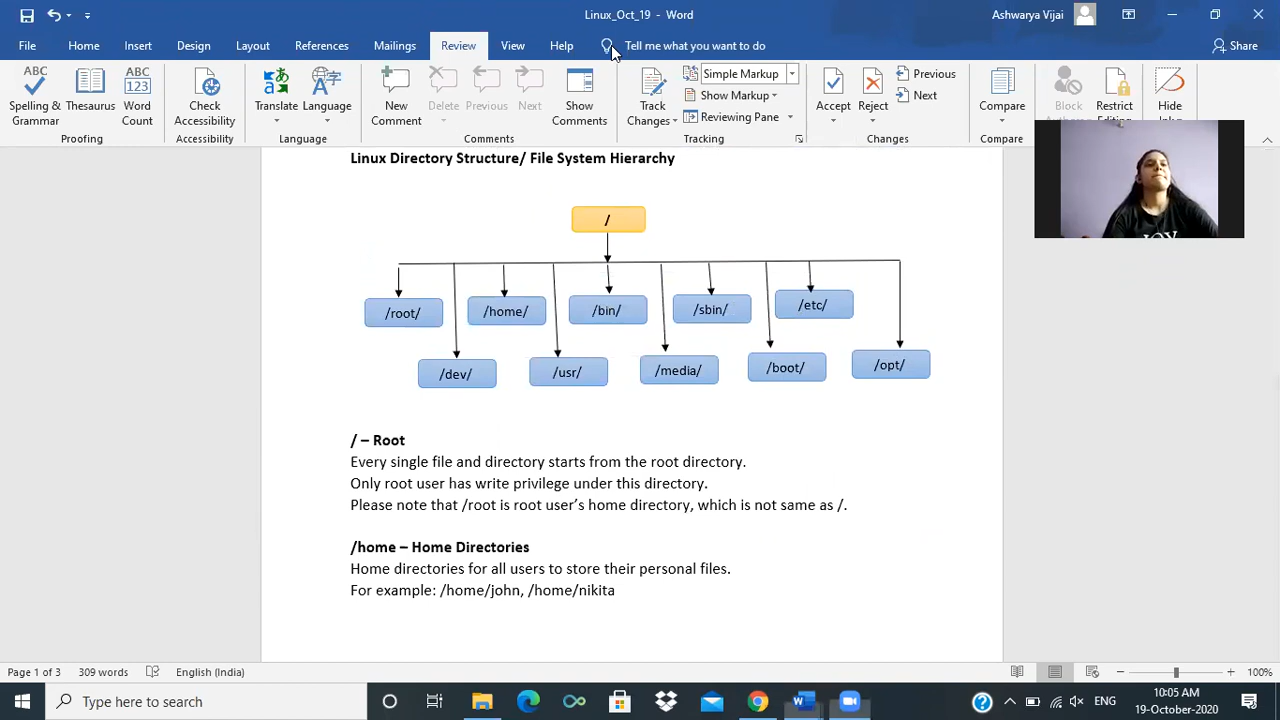 Linux_Oct_19 - Word
Ashwarya Vijai
File Home Insert Design Layout References Mailings Review View Help Tell me what you want to do Share
Spelling & Grammar
Thesaurus
Word Count
Check Accessibility
Translate
Language
New Comment
Delete
Previous
Next
Show Comments
Track Changes
Simple Markup
Show Markup
Reviewing Pane
Accept
Reject
Previous
Next
Compare
Block
Restrict Editing
Hide
Proofing Accessibility Language Comments Tracking Changes Compare
Linux Directory Structure/ File System Hierarchy
/
/root/ /home/ /bin/ /sbin/ /etc/
/dev/ /usr/ /media/ /boot/ /opt/
/ – Root
Every single file and directory starts from the root directory.
Only root user has write privilege under this directory.
Please note that /root is root user’s home directory, which is not same as /.
/home – Home Directories
Home directories for all users to store their personal files.
For example: /home/john, /home/nikita
Page 1 of 3 309 words English (India) 100%
Type here to search
ENG
10:05 AM
19-October-2020